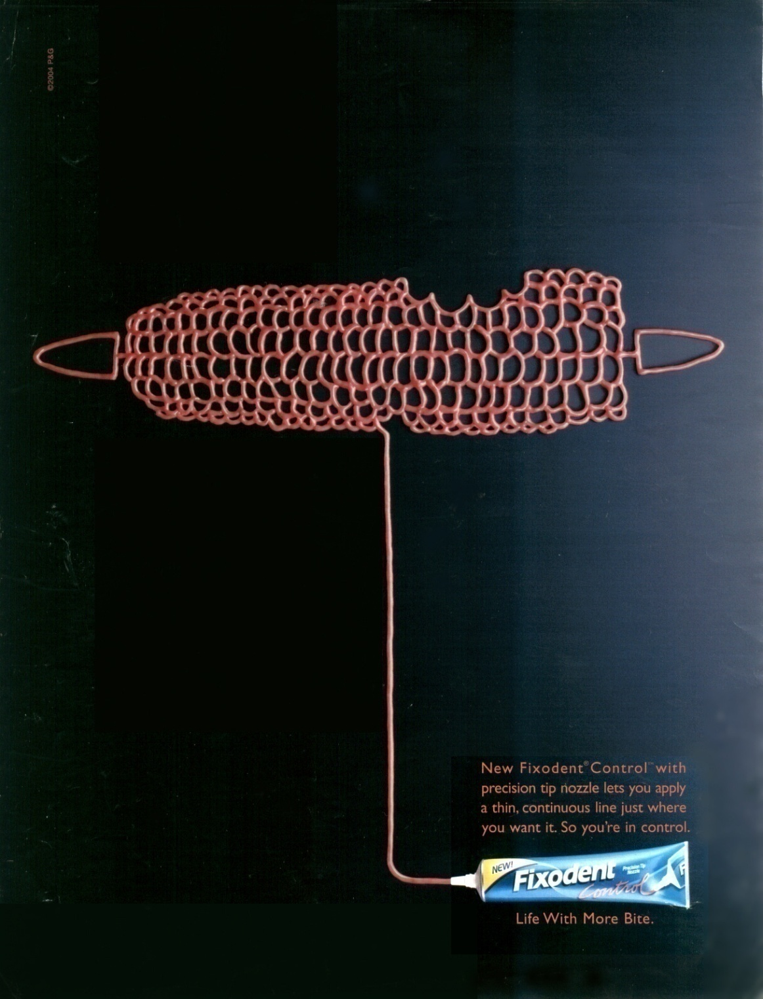 ©2004 P&G
New Fixodent® Control™ with
precision tip nozzle lets you apply
a thin, continuous line just where
you want it. So you're in control.
NEW!
Fixodent
Control
Precision Tip
Nozzle
F
Life With More Bite.